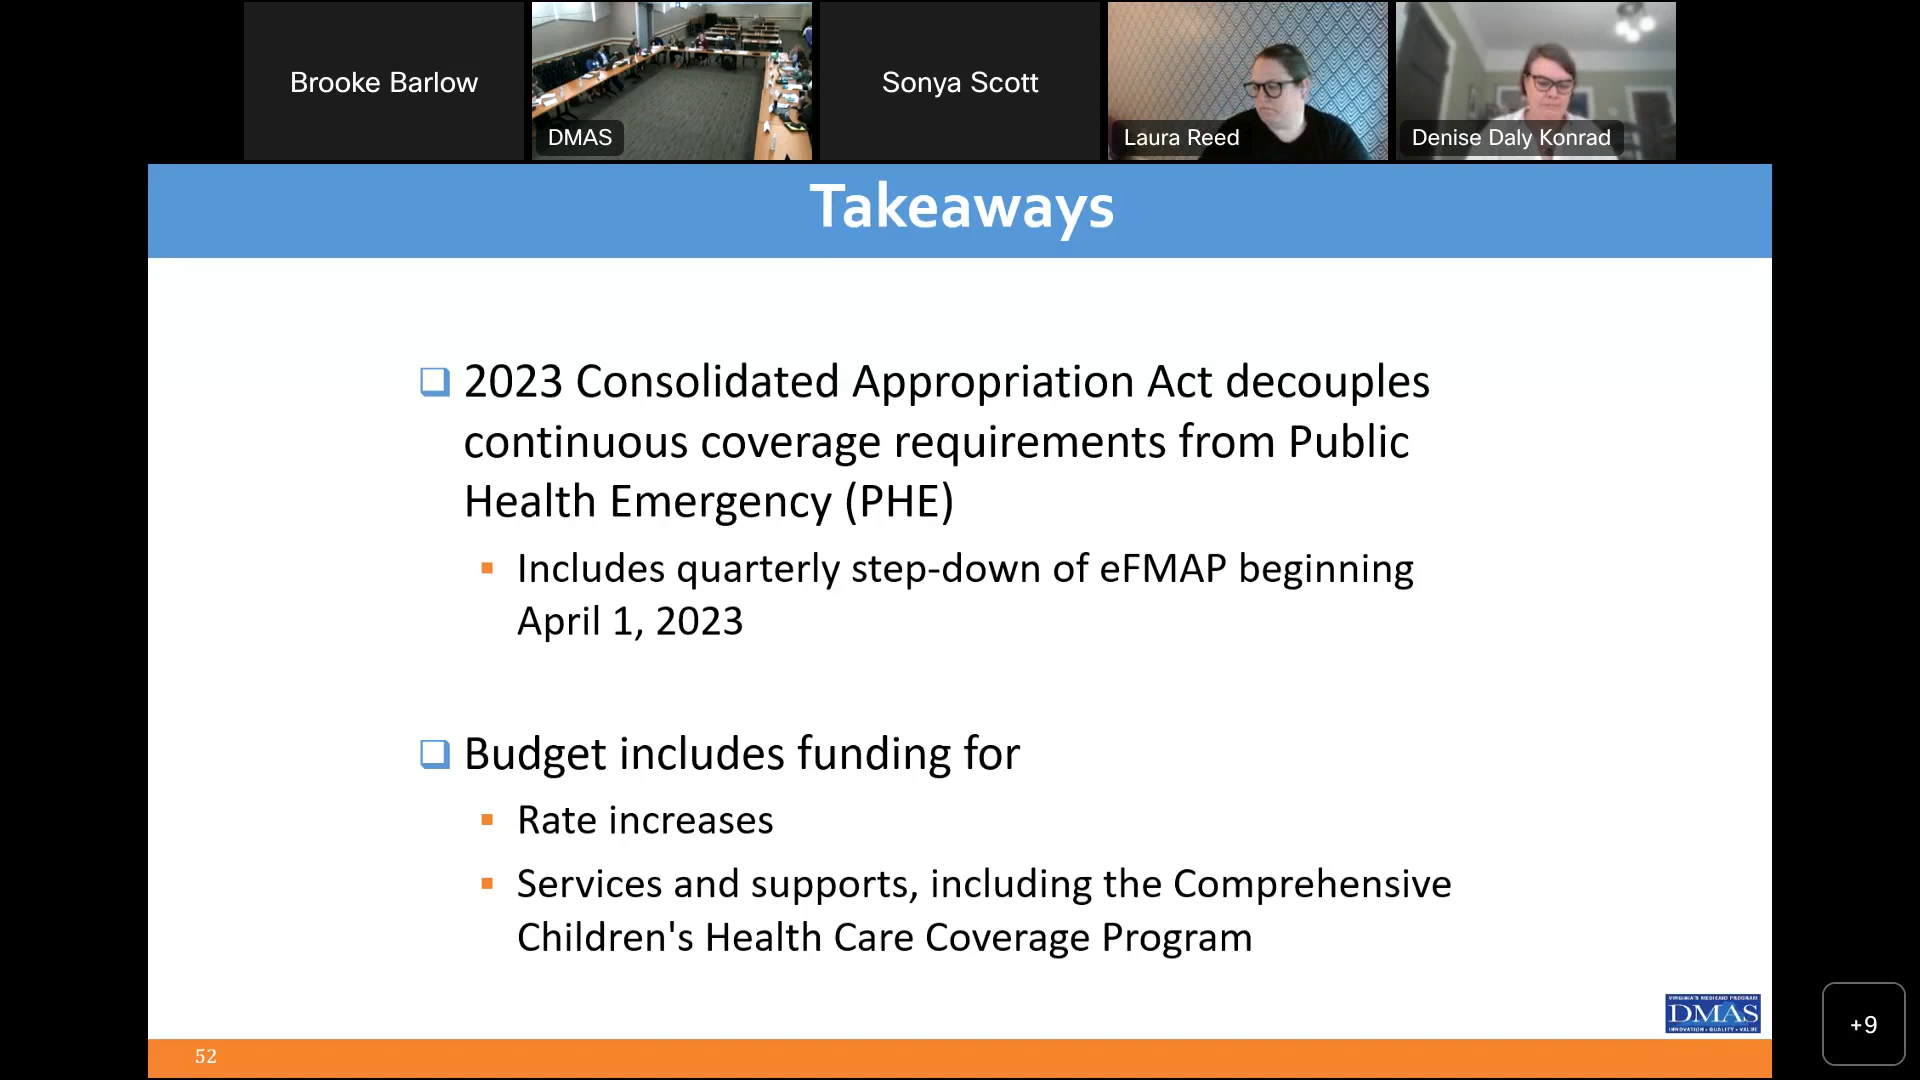 Brooke Barlow
DMAS
Sonya Scott
Laura Reed
Denise Daly Konrad
Takeaways
2023 Consolidated Appropriation Act decouples
continuous coverage requirements from Public
Health Emergency (PHE)
Includes quarterly step-down of eFMAP beginning
April 1, 2023
Budget includes funding for
Rate increases
Services and supports, including the Comprehensive
Children's Health Care Coverage Program
VIRGINIA'S MEDICAID PROGRAM
DMAS
INNOVATION • QUALITY • VALUE
+9
52